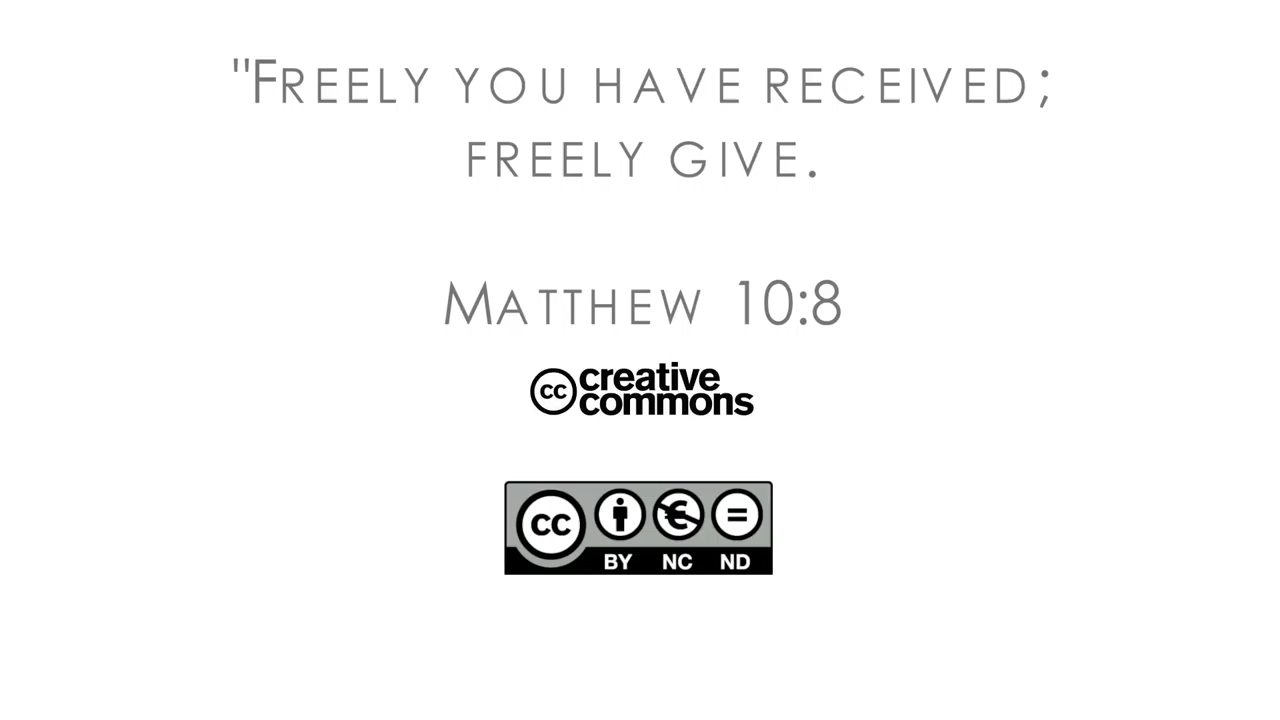 "FREELY YOU HAVE RECEIVED;
FREELY GIVE.
MATTHEW 10:8
cc creative
commons
cc BY NC ND